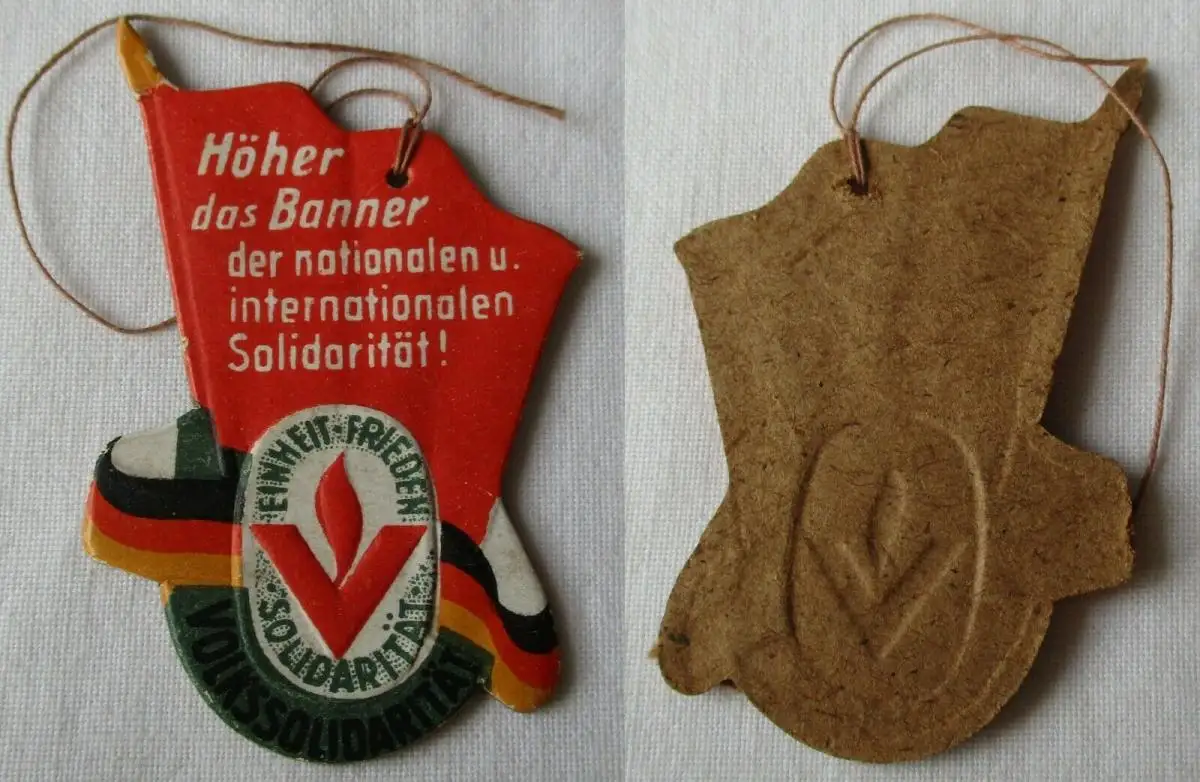 Höher
das Banner
der nationalen u.
internationalen
Solidarität!
EINHEIT · FRIEDEN
· SOLIDARITÄT ·
VOLKSSOLIDARITÄT